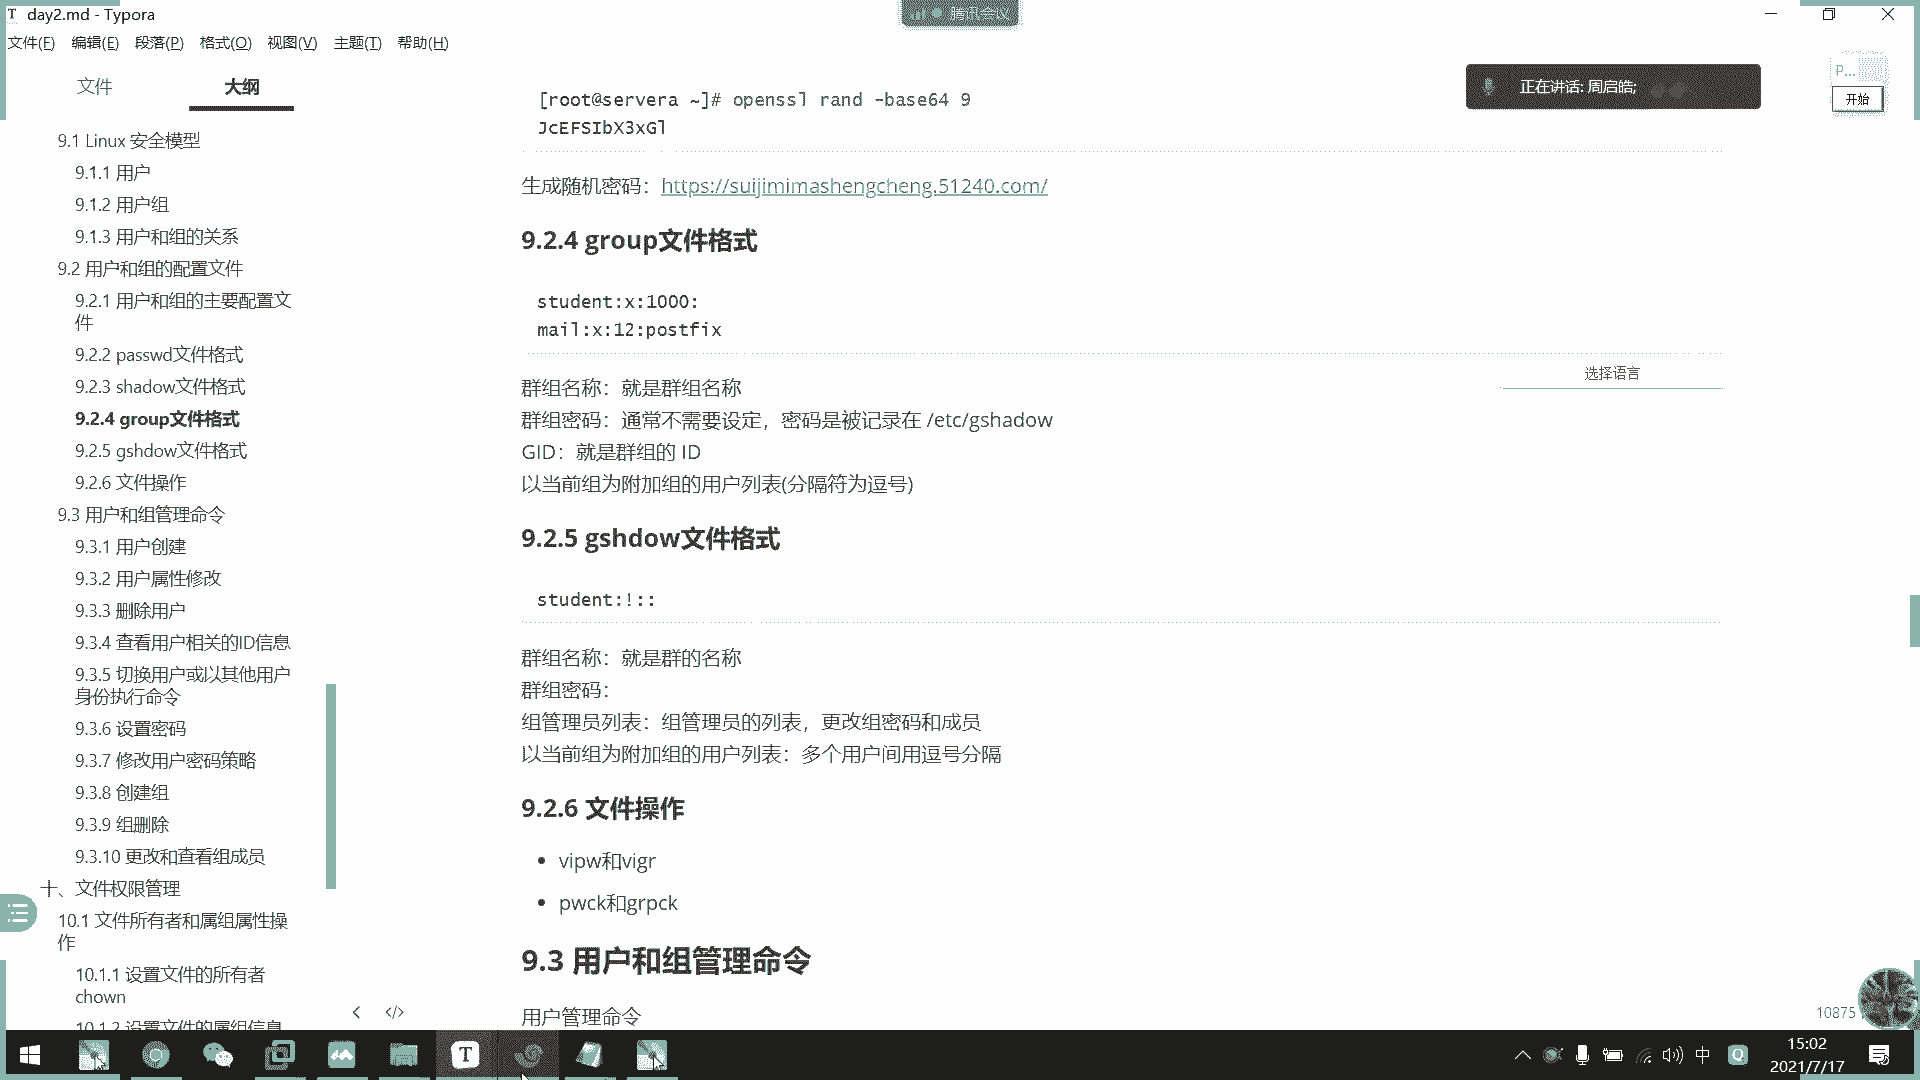 day2.md - Typora
腾讯会议
文件(F) 编辑(E) 段落(P) 格式(O) 视图(V) 主题(T) 帮助(H)
文件
大纲
9.1 Linux 安全模型
9.1.1 用户
9.1.2 用户组
9.1.3 用户和组的关系
9.2 用户和组的配置文件
9.2.1 用户和组的主要配置文
件
9.2.2 passwd文件格式
9.2.3 shadow文件格式
9.2.4 group文件格式
9.2.5 gshdow文件格式
9.2.6 文件操作
9.3 用户和组管理命令
9.3.1 用户创建
9.3.2 用户属性修改
9.3.3 删除用户
9.3.4 查看用户相关的ID信息
9.3.5 切换用户或以其他用户
身份执行命令
9.3.6 设置密码
9.3.7 修改用户密码策略
9.3.8 创建组
9.3.9 组删除
9.3.10 更改和查看组成员
十、文件权限管理
10.1 文件所有者和属组属性操
作
10.1.1 设置文件的所有者
chown
10.1.2 设置文件的属组信息
[root@servera ~]# openssl rand -base64 9
JcEFSIbX3xGl
生成随机密码：https://suijimimashengcheng.51240.com/
9.2.4 group文件格式
student:x:1000:
mail:x:12:postfix
选择语言
群组名称：就是群组名称
群组密码：通常不需要设定，密码是被记录在 /etc/gshadow
GID：就是群组的 ID
以当前组为附加组的用户列表(分隔符为逗号)
9.2.5 gshdow文件格式
student:!::
群组名称：就是群的名称
群组密码：
组管理员列表：组管理员的列表，更改组密码和成员
以当前组为附加组的用户列表：多个用户间用逗号分隔
9.2.6 文件操作
• vipw和vigr
• pwck和grpck
9.3 用户和组管理命令
用户管理命令
正在讲话: 周启皓;
P...
开始
10875
中
15:02
2021/7/17